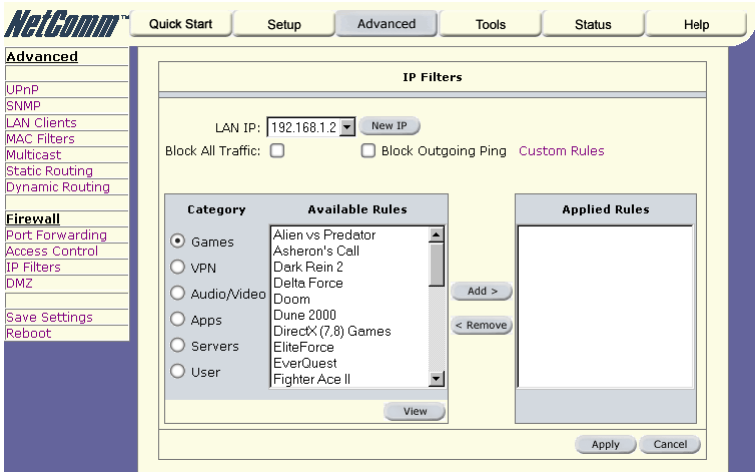 NetComm™
Quick Start Setup Advanced Tools Status Help
Advanced
UPnP
SNMP
LAN Clients
MAC Filters
Multicast
Static Routing
Dynamic Routing
Firewall
Port Forwarding
Access Control
IP Filters
DMZ
Save Settings
Reboot
IP Filters
LAN IP: 192.168.1.2 New IP
Block All Traffic: Block Outgoing Ping Custom Rules
Category
Games
VPN
Audio/Video
Apps
Servers
User
Available Rules
Alien vs Predator
Asheron's Call
Dark Rein 2
Delta Force
Doom
Dune 2000
DirectX (7,8) Games
EliteForce
EverQuest
Fighter Ace II
View
Add >
< Remove
Applied Rules
Apply Cancel